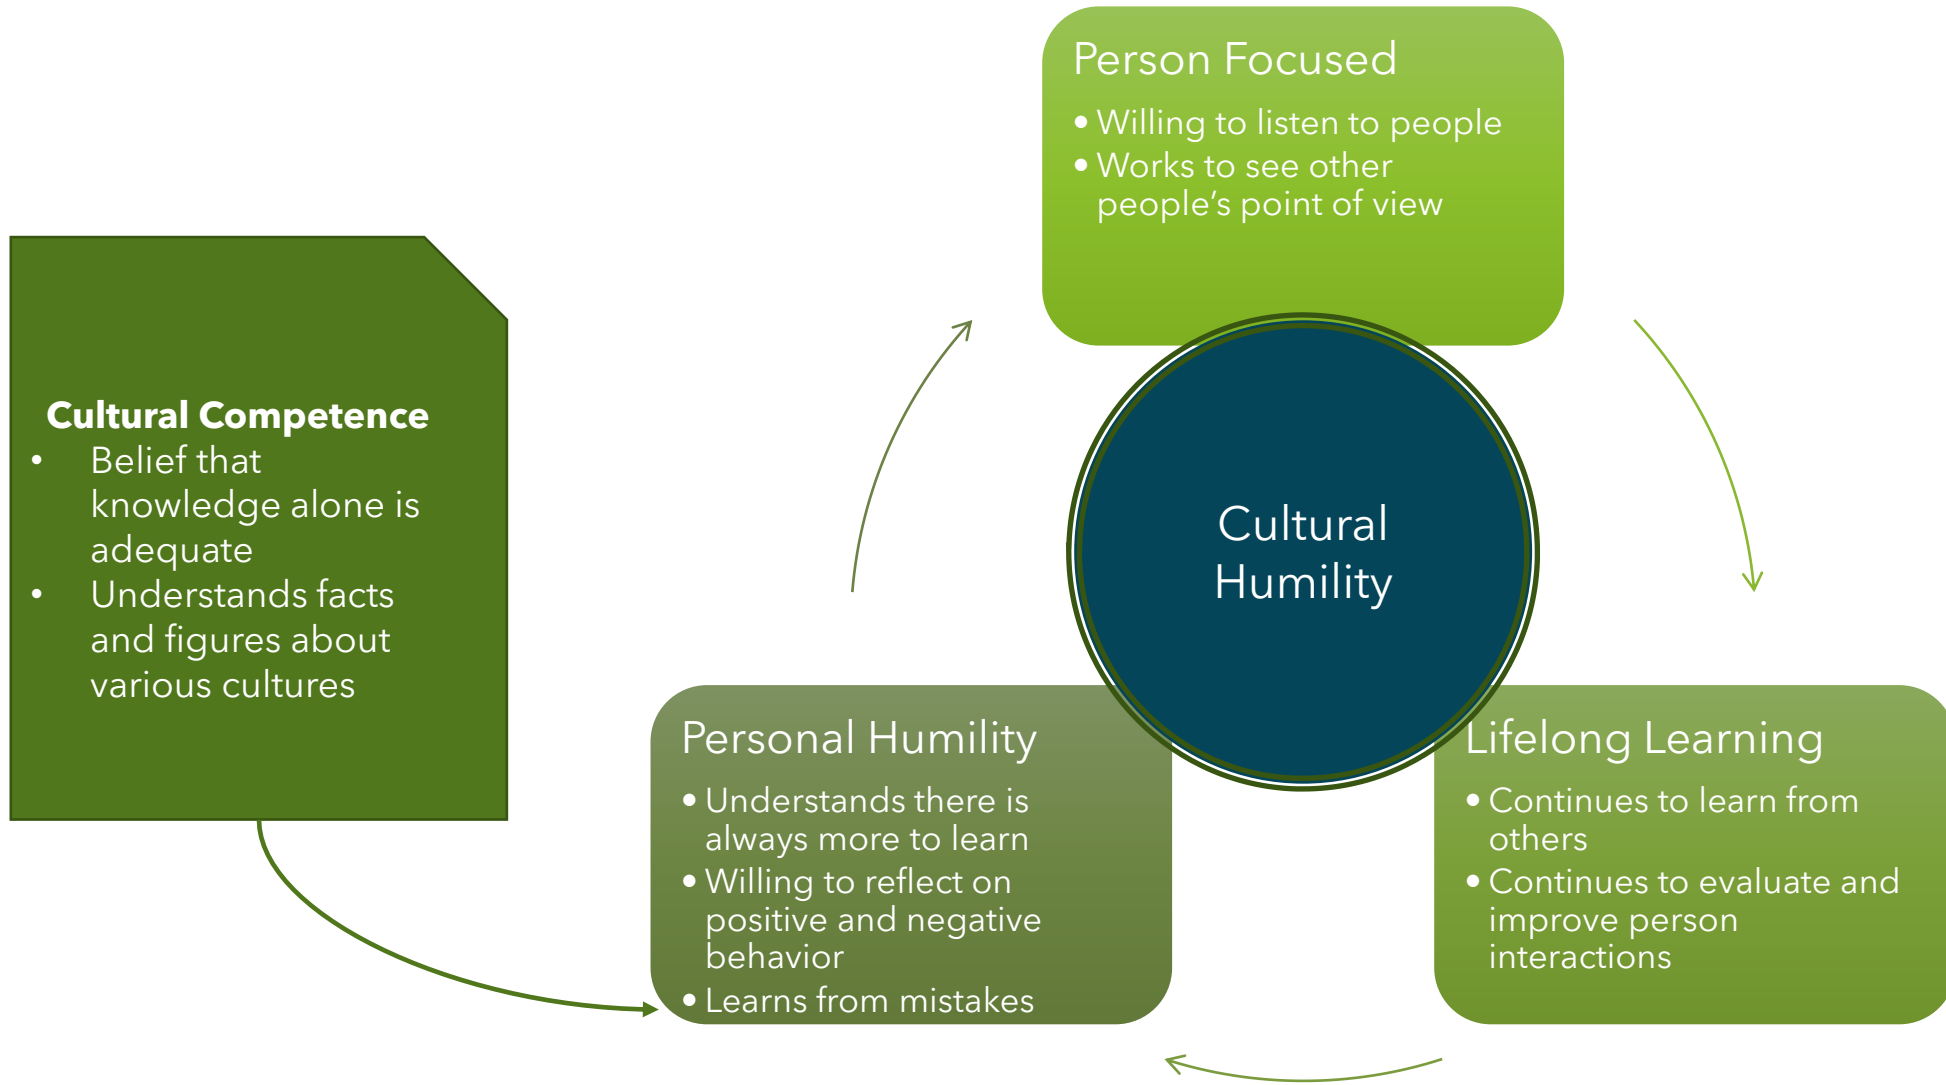 Person Focused
• Willing to listen to people
• Works to see other
people's point of view
Cultural Competence
• Belief that
knowledge alone is
adequate
• Understands facts
and figures about
various cultures
Cultural
Humility
Personal Humility
• Understands there is
always more to learn
• Willing to reflect on
positive and negative
behavior
• Learns from mistakes
Lifelong Learning
• Continues to learn from
others
• Continues to evaluate and
improve person
interactions